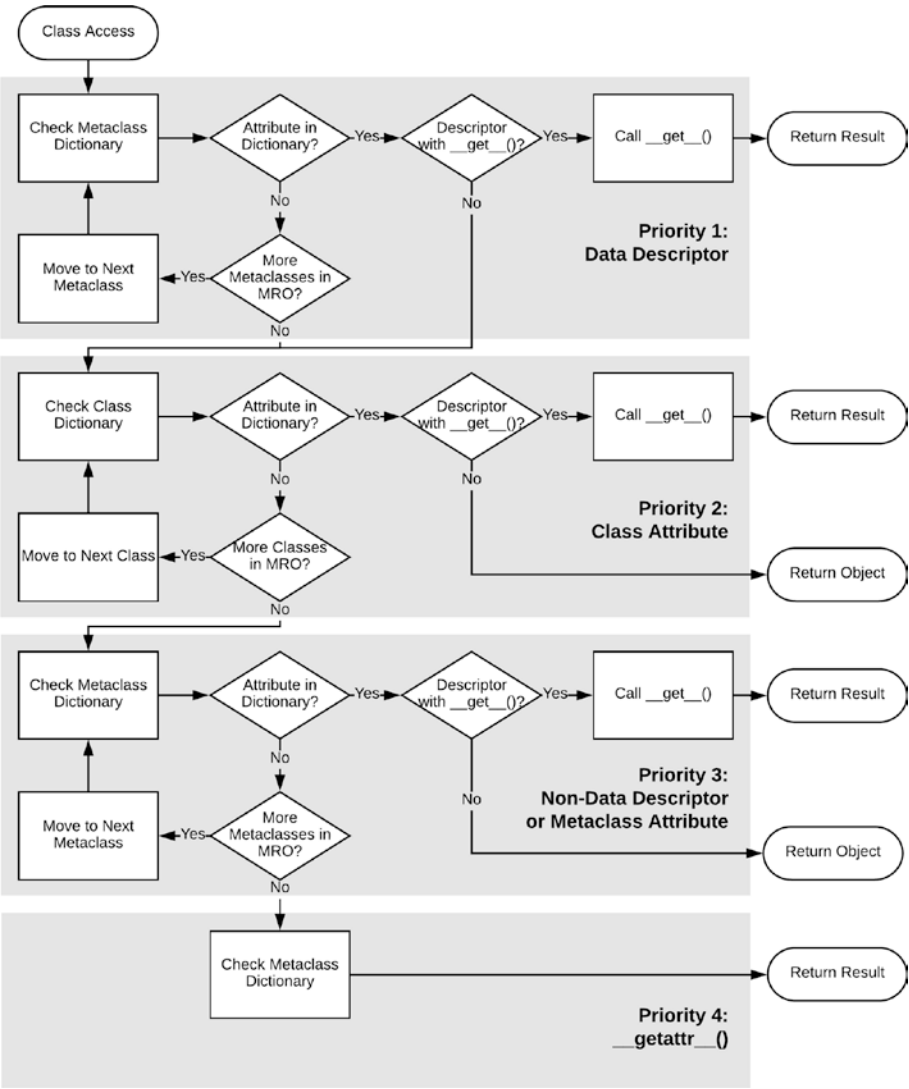 Class Access
Check Metaclass
Dictionary
Attribute in
Dictionary?
Yes
Descriptor
with __get__()?
Yes
Call __get__()
Return Result
No
No
Move to Next
Metaclass
Yes
More
Metaclasses in
MRO?
Priority 1:
Data Descriptor
No
Check Class
Dictionary
Attribute in
Dictionary?
Yes
Descriptor
with __get__()?
Yes
Call __get__()
Return Result
No
No
Priority 2:
Class Attribute
Move to Next Class
Yes
More Classes
in MRO?
Return Object
No
Check Metaclass
Dictionary
Attribute in
Dictionary?
Yes
Descriptor
with __get__()?
Yes
Call __get__()
Return Result
No
Move to Next
Metaclass
Yes
More
Metaclasses in
MRO?
No
Priority 3:
Non-Data Descriptor
or Metaclass Attribute
Return Object
No
Check Metaclass
Dictionary
Return Result
Priority 4:
__getattr__()